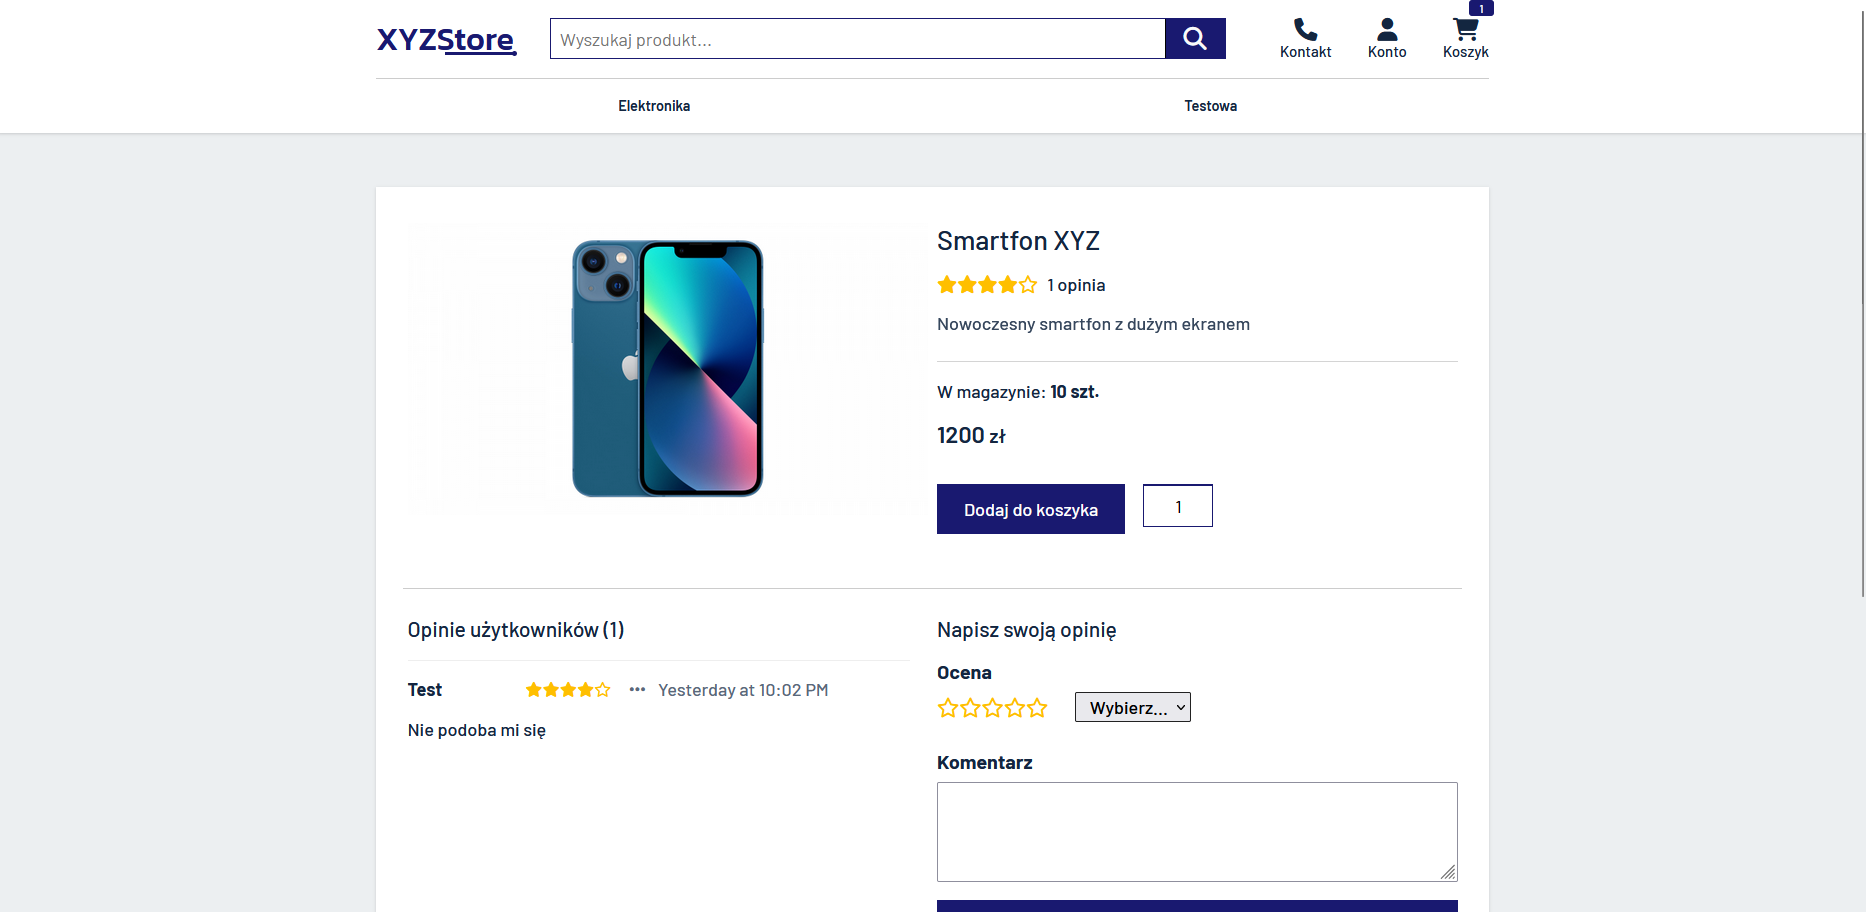 XYZStore
Wyszukaj produkt...
1
Kontakt
Konto
Koszyk
Elektronika
Testowa
Smartfon XYZ
1 opinia
Nowoczesny smartfon z dużym ekranem
W magazynie: 10 szt.
1200 zł
Dodaj do koszyka
1
Opinie użytkowników (1)
Test
••• Yesterday at 10:02 PM
Nie podoba mi się
Napisz swoją opinię
Ocena
Wybierz...
Komentarz